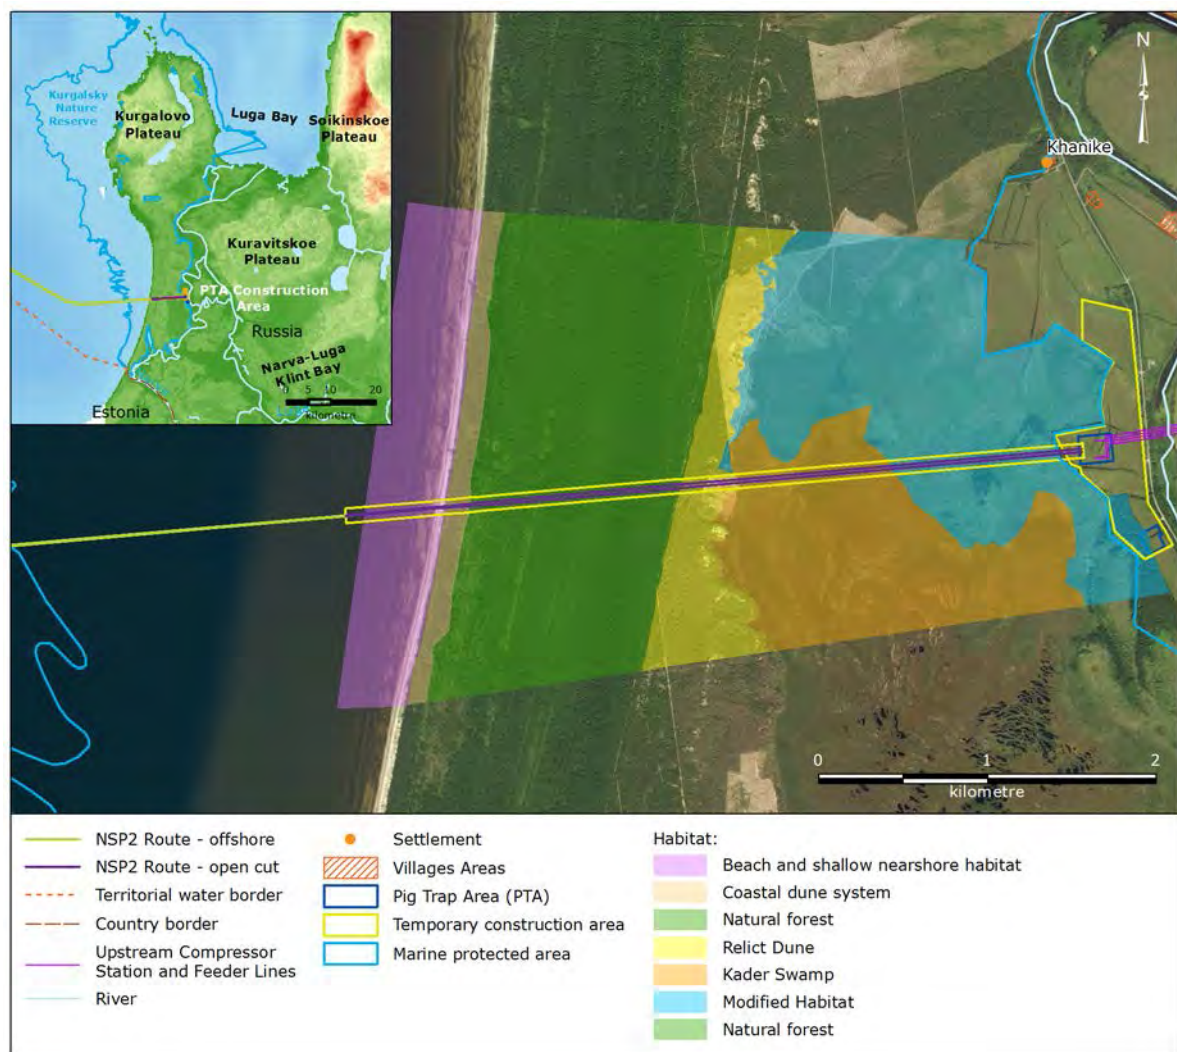 Kurgalsky
Nature
Reserve
Kurgalovo
Plateau
Luga Bay
Soikinskoe
Plateau
Kuravitskoe
Plateau
PTA Construction
Area
Russia
Narva-Luga
Klint Bay
Estonia
0 5 10 20
kilometre
N
Khanike
0 1 2
kilometre
NSP2 Route - offshore
NSP2 Route - open cut
Territorial water border
Country border
Upstream Compressor
Station and Feeder Lines
River
Settlement
Villages Areas
Pig Trap Area (PTA)
Temporary construction area
Marine protected area
Habitat:
Beach and shallow nearshore habitat
Coastal dune system
Natural forest
Relict Dune
Kader Swamp
Modified Habitat
Natural forest